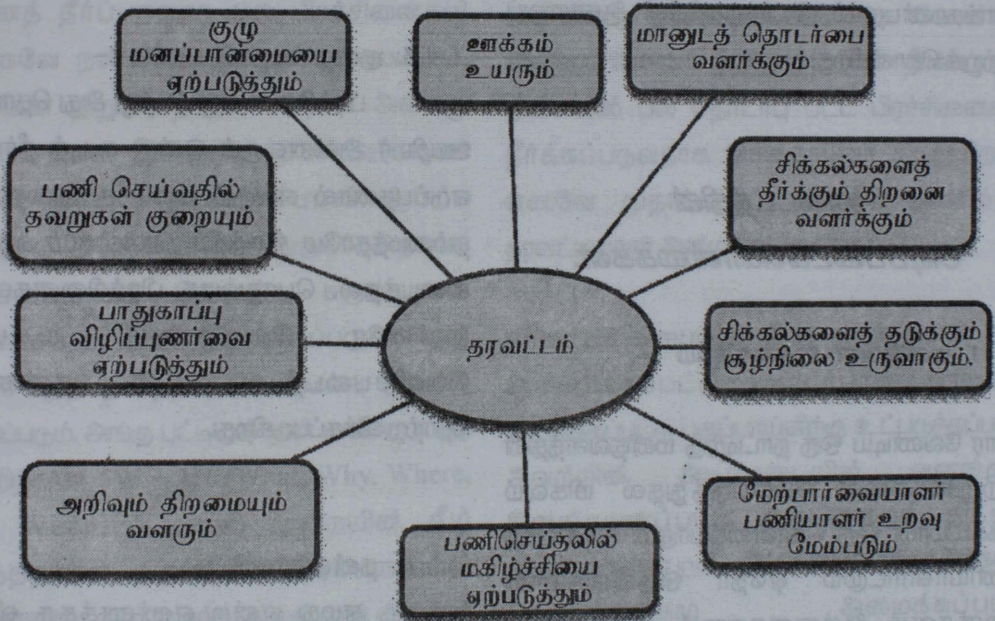 குழு
மனப்பான்மையை
ஏற்படுத்தும்
ஊக்கம்
உயரும்
மானுடத் தொடர்பை
வளர்க்கும்
பணி செய்வதில்
தவறுகள் குறையும்
சிக்கல்களைத்
தீர்க்கும் திறனை
வளர்க்கும்
பாதுகாப்பு
விழிப்புணர்வை
ஏற்படுத்தும்
தரவட்டம்
சிக்கல்களைத் தடுக்கும்
சூழ்நிலை உருவாகும்.
அறிவும் திறமையும்
வளரும்
பணிசெய்தலில்
மகிழ்ச்சியை
ஏற்படுத்தும்
மேற்பார்வையாளர்
பணியாளர் உறவு
மேம்படும்
Why. Where.